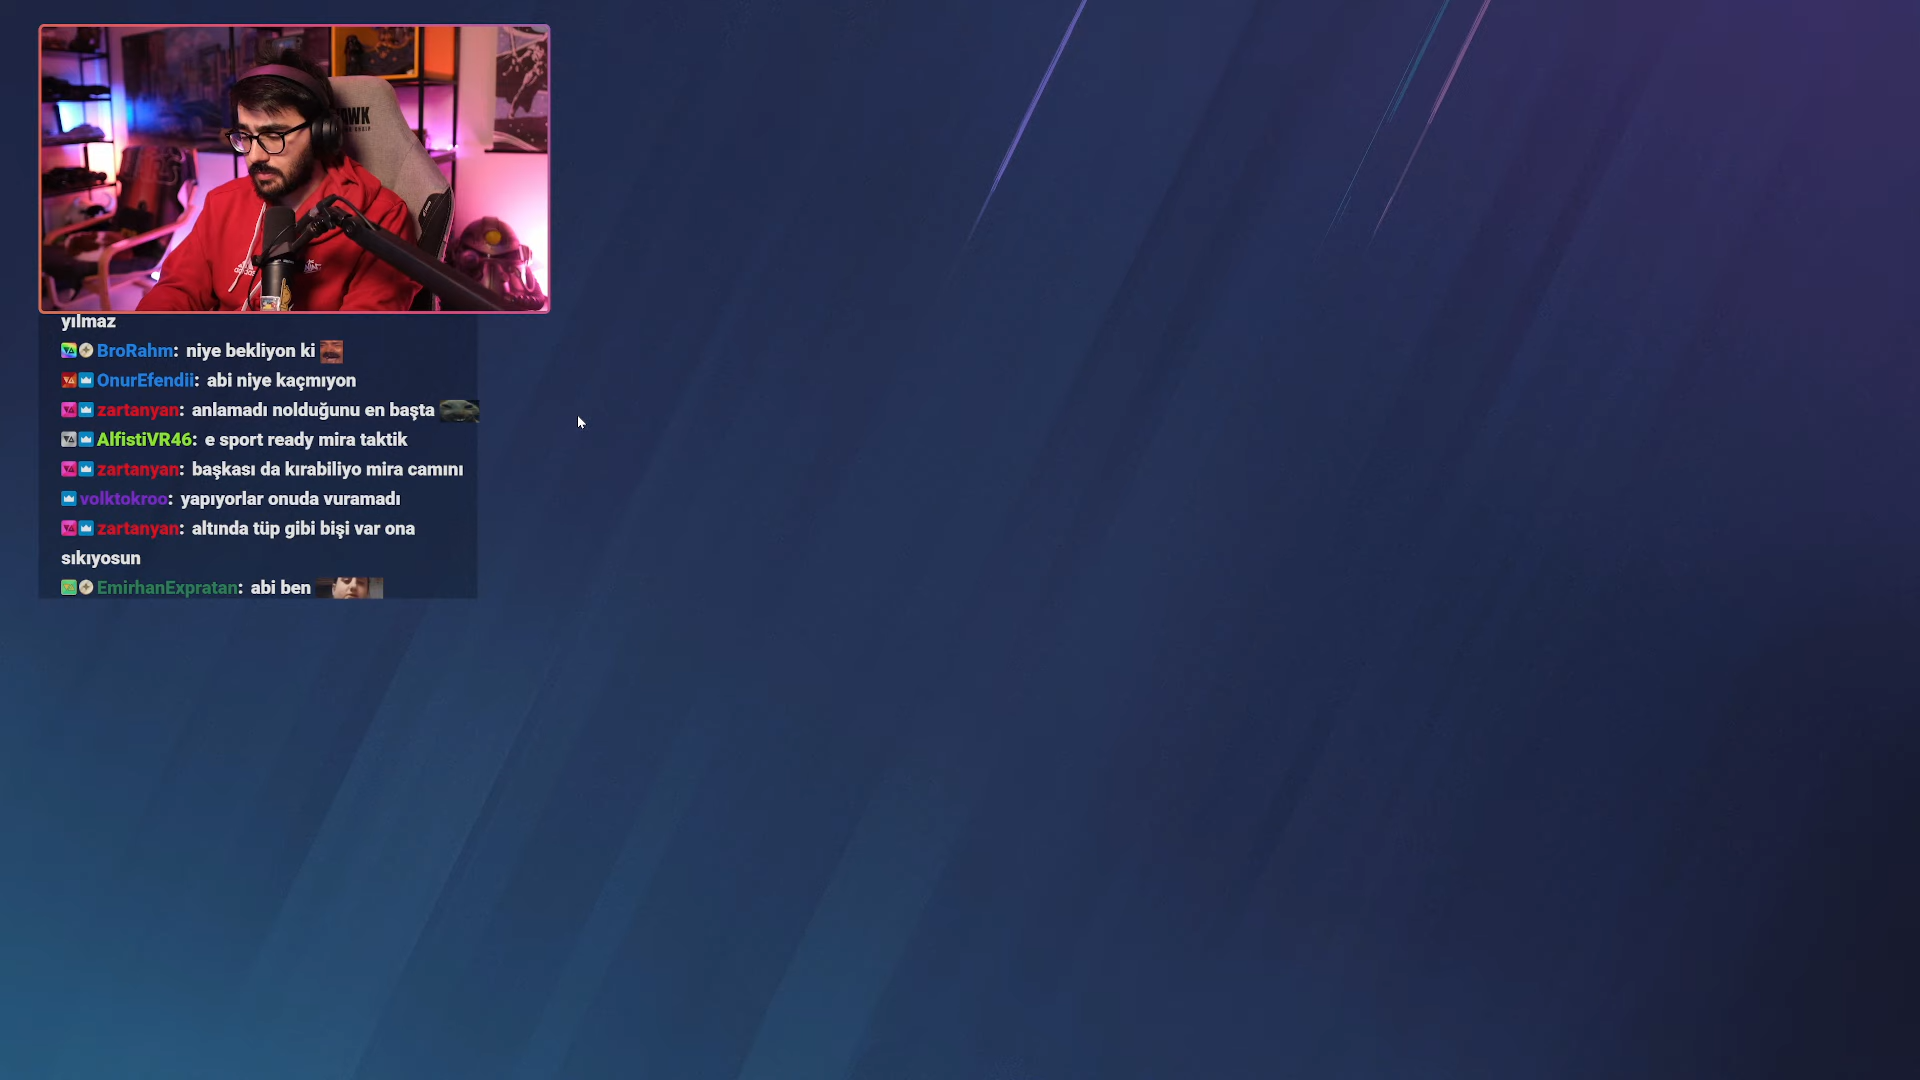 AWK
yılmaz
BroRahm: niye bekliyon ki
OnurEfendii: abi niye kaçmıyon
zartanyan: anlamadı nolduğunu en başta
AlfistiVR46: e sport ready mira taktik
zartanyan: başkası da kırabiliyo mira camını
volktokroo: yapıyorlar onuda vuramadı
zartanyan: altında tüp gibi bişi var ona
sıkıyosun
EmirhanExpratan: abi ben